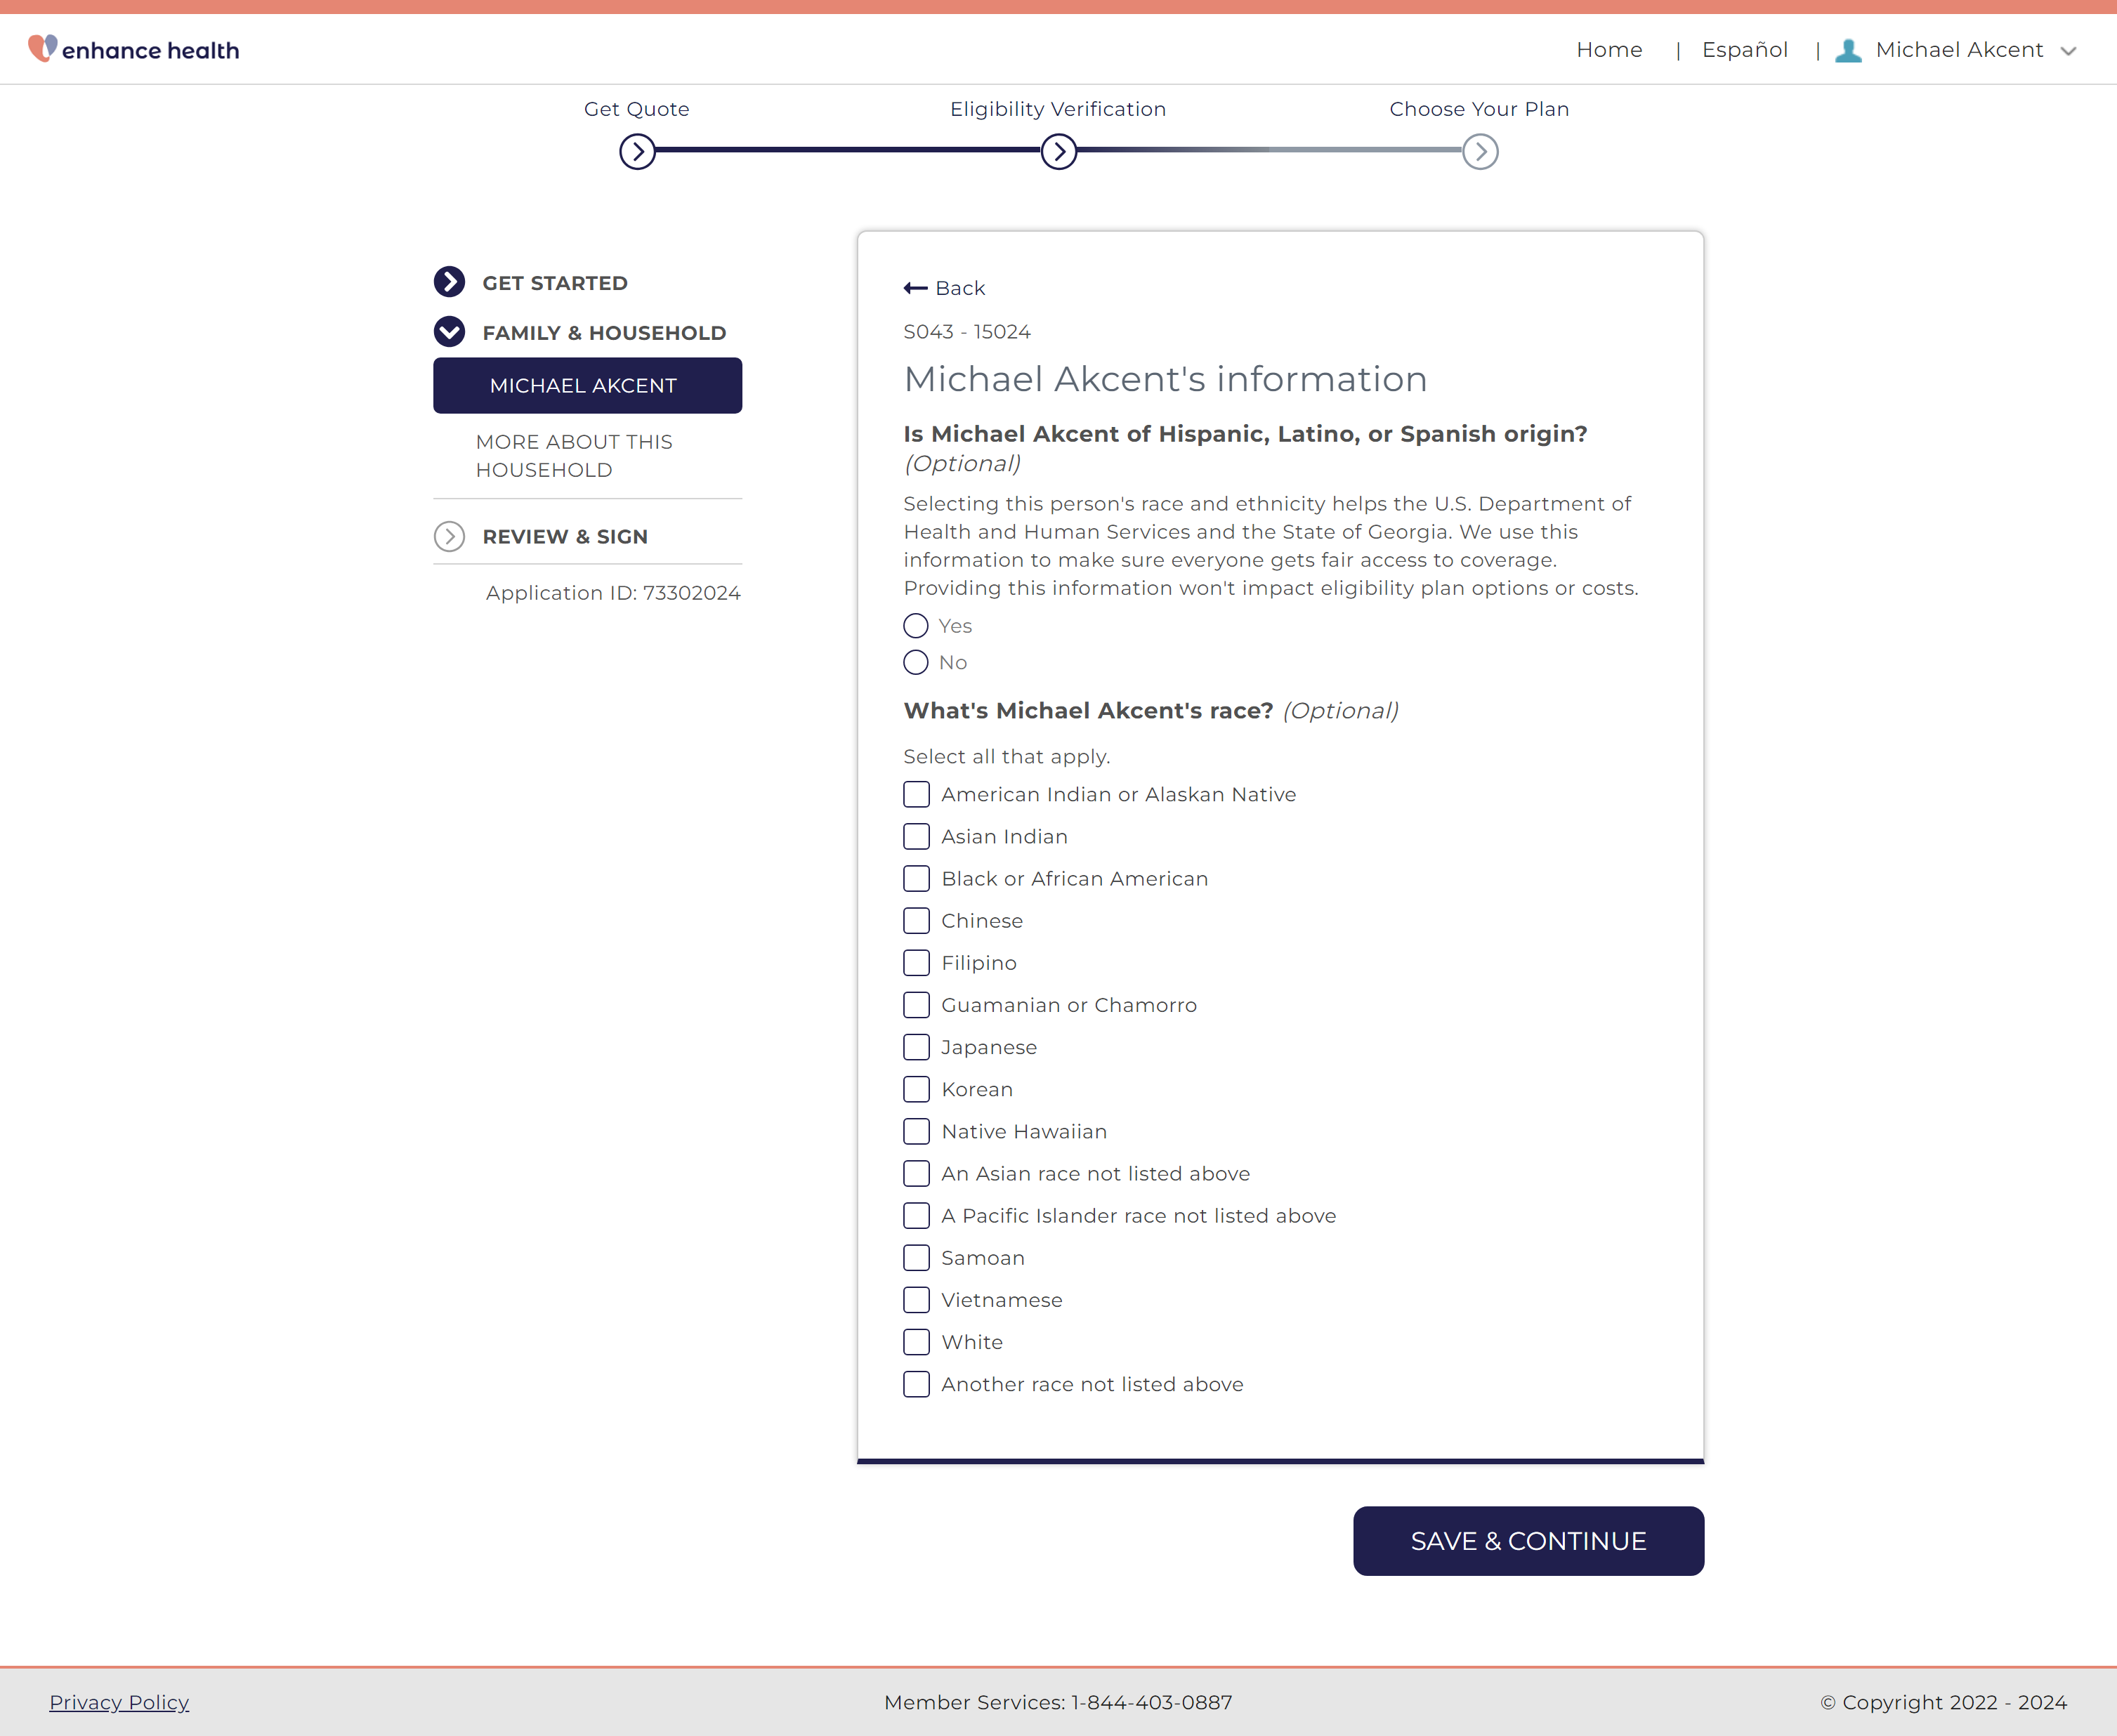 enhance health
Home | Español | Michael Akcent
Get Quote
Eligibility Verification
Choose Your Plan
GET STARTED
FAMILY & HOUSEHOLD
MICHAEL AKCENT
MORE ABOUT THIS
HOUSEHOLD
REVIEW & SIGN
Application ID: 73302024
Back
S043 - 15024
Michael Akcent's information
Is Michael Akcent of Hispanic, Latino, or Spanish origin?
(Optional)
Selecting this person's race and ethnicity helps the U.S. Department of
Health and Human Services and the State of Georgia. We use this
information to make sure everyone gets fair access to coverage.
Providing this information won't impact eligibility plan options or costs.
Yes
No
What's Michael Akcent's race? (Optional)
Select all that apply.
American Indian or Alaskan Native
Asian Indian
Black or African American
Chinese
Filipino
Guamanian or Chamorro
Japanese
Korean
Native Hawaiian
An Asian race not listed above
A Pacific Islander race not listed above
Samoan
Vietnamese
White
Another race not listed above
SAVE & CONTINUE
Privacy Policy
Member Services: 1-844-403-0887
© Copyright 2022 - 2024